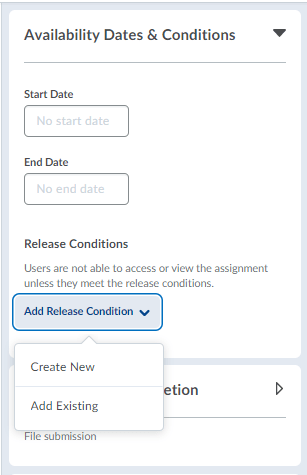 Availability Dates & Conditions
Start Date
No start date
End Date
No end date
Release Conditions
Users are not able to access or view the assignment
unless they meet the release conditions.
Add Release Condition
Create New
Add Existing
etion
File submission